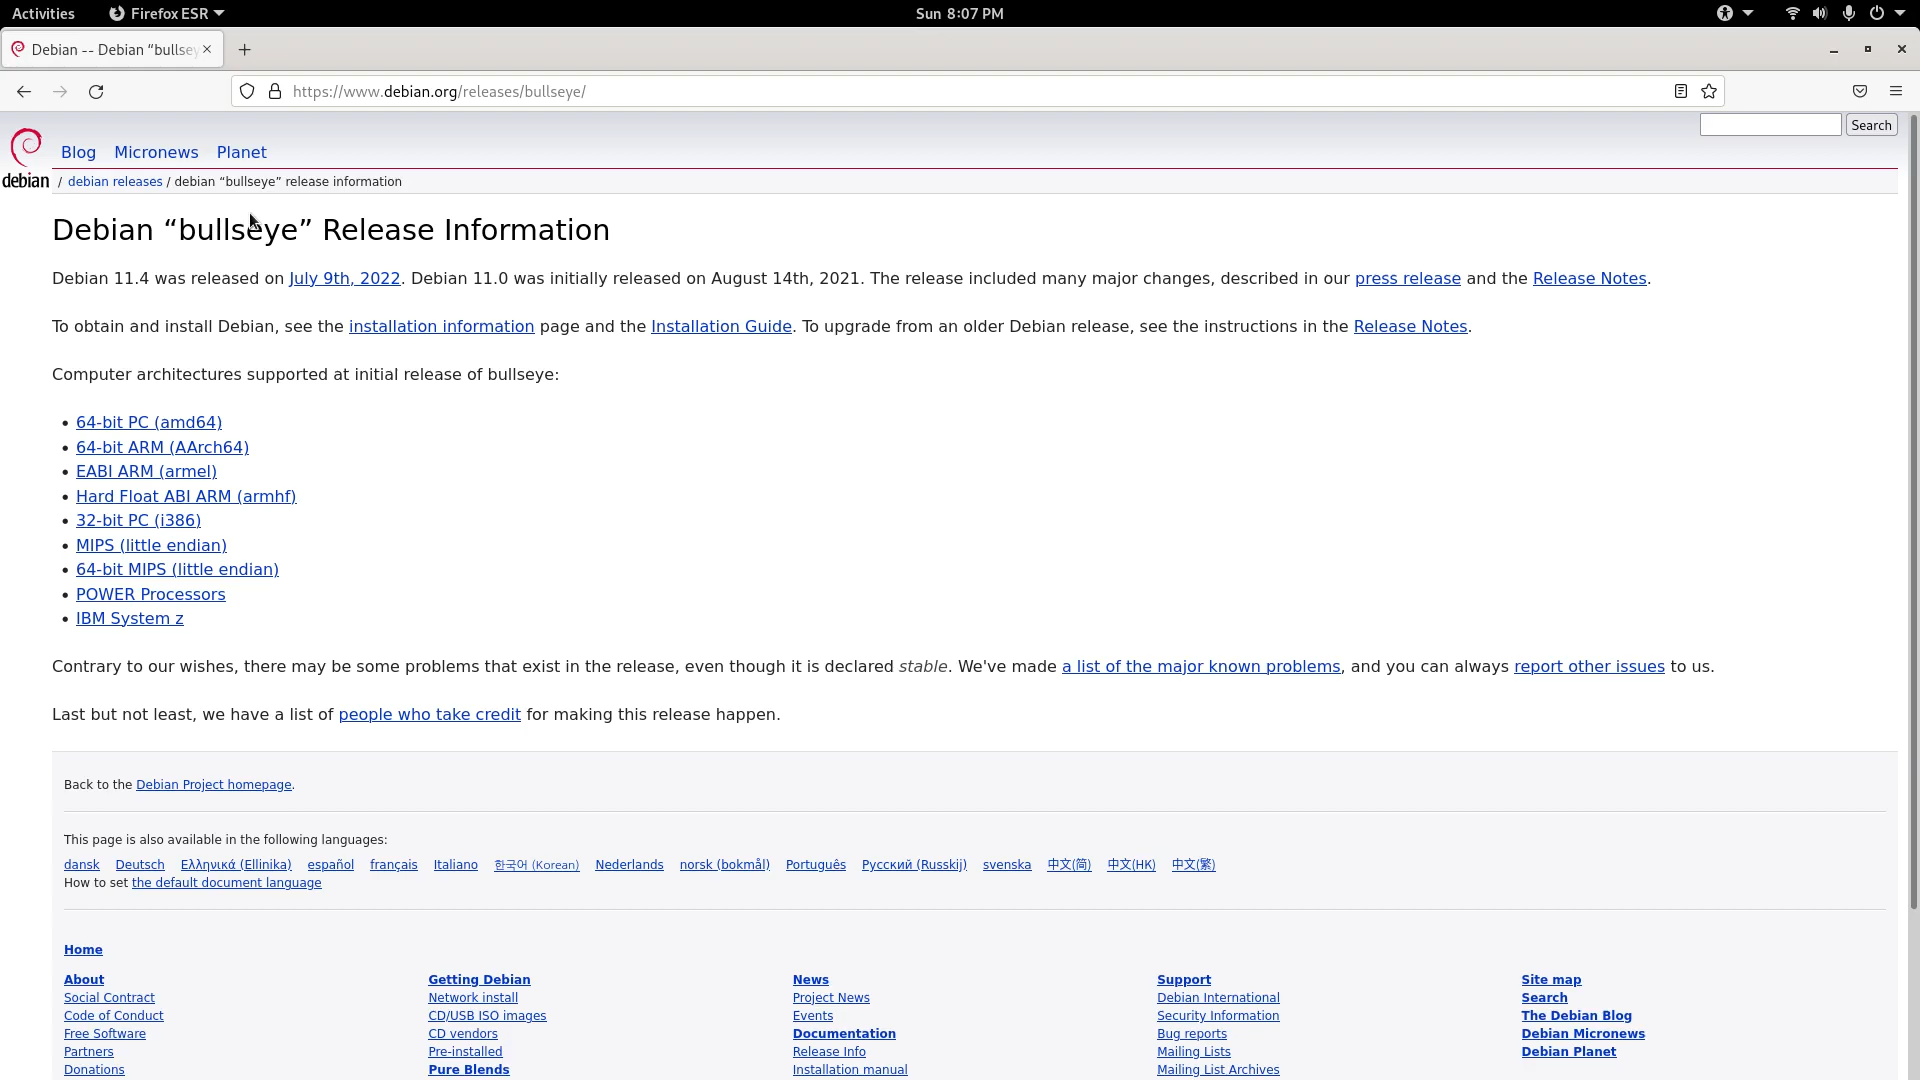 Activities Firefox ESR Sun 8:07 PM
Debian -- Debian “bullsey
https://www.debian.org/releases/bullseye/
Search
debian
Blog Micronews Planet
/ debian releases / debian “bullseye” release information
Debian “bullseye” Release Information
Debian 11.4 was released on July 9th, 2022. Debian 11.0 was initially released on August 14th, 2021. The release included many major changes, described in our press release and the Release Notes.
To obtain and install Debian, see the installation information page and the Installation Guide. To upgrade from an older Debian release, see the instructions in the Release Notes.
Computer architectures supported at initial release of bullseye:
• 64-bit PC (amd64)
• 64-bit ARM (AArch64)
• EABI ARM (armel)
• Hard Float ABI ARM (armhf)
• 32-bit PC (i386)
• MIPS (little endian)
• 64-bit MIPS (little endian)
• POWER Processors
• IBM System z
Contrary to our wishes, there may be some problems that exist in the release, even though it is declared stable. We've made a list of the major known problems, and you can always report other issues to us.
Last but not least, we have a list of people who take credit for making this release happen.
Back to the Debian Project homepage.
This page is also available in the following languages:
dansk Deutsch Ελληνικά (Ellinika) español français Italiano 한국어 (Korean) Nederlands norsk (bokmål) Português Русский (Russkij) svenska 中文(简) 中文(HK) 中文(繁)
How to set the default document language
Home
About
Social Contract
Code of Conduct
Free Software
Partners
Donations
Getting Debian
Network install
CD/USB ISO images
CD vendors
Pre-installed
Pure Blends
News
Project News
Events
Documentation
Release Info
Installation manual
Support
Debian International
Security Information
Bug reports
Mailing Lists
Mailing List Archives
Site map
Search
The Debian Blog
Debian Micronews
Debian Planet